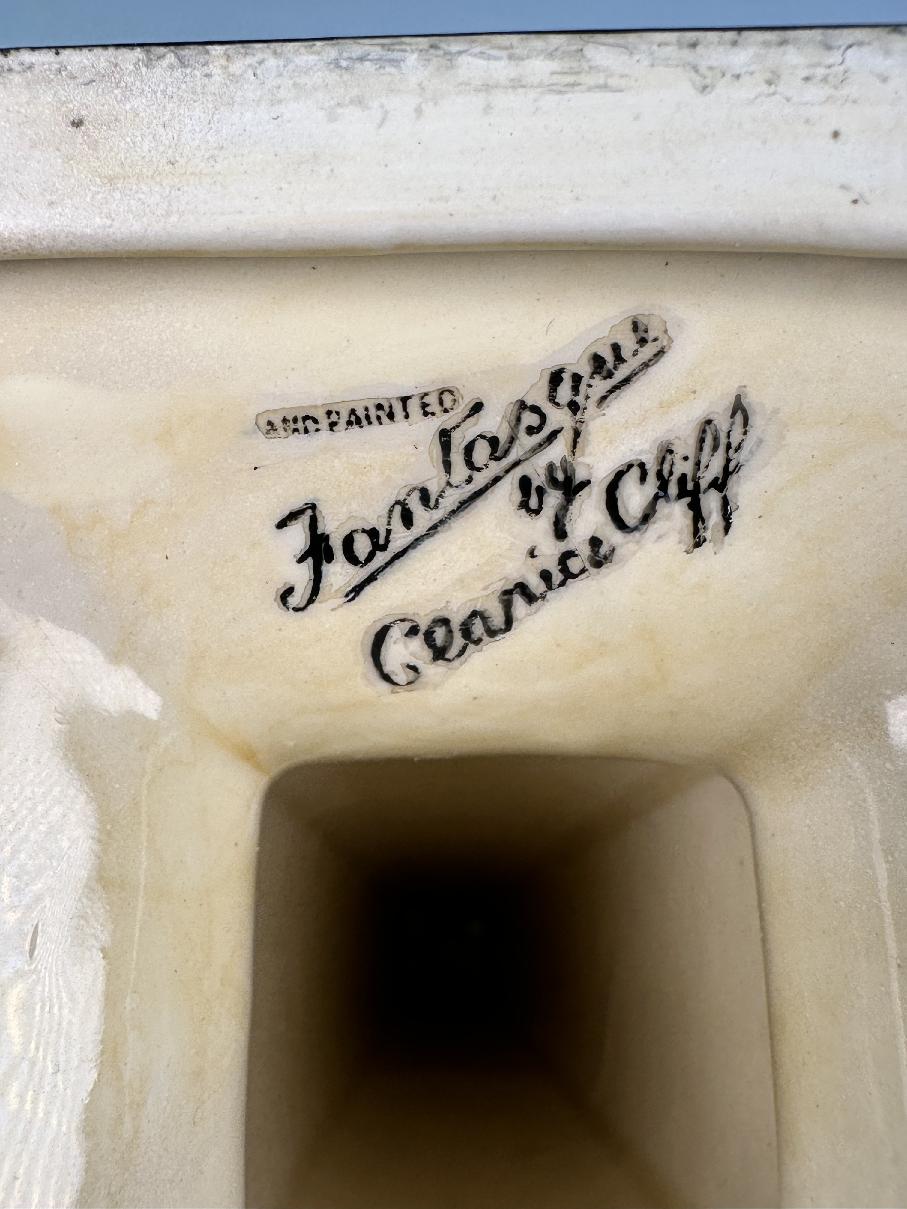 AND PAINTED
Fantasque
by
Clarice Cliff